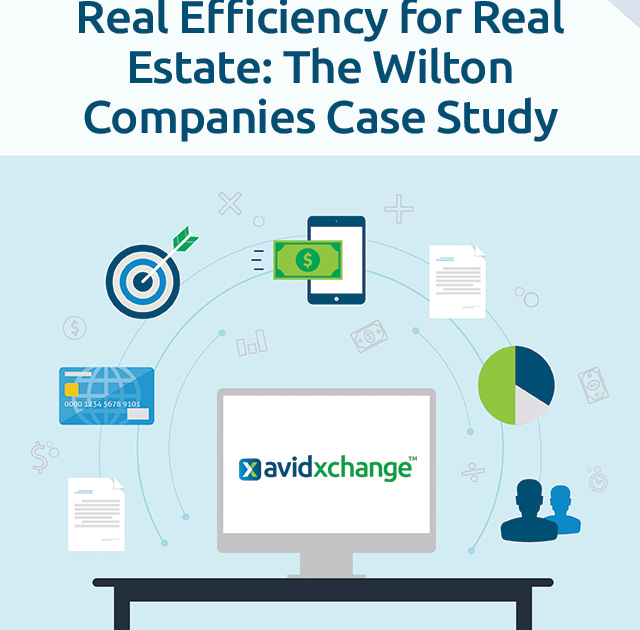 Real Efficiency for Real
Estate: The Wilton
Companies Case Study
$
$
0000 1234 5678 9101
avidxchange™
$